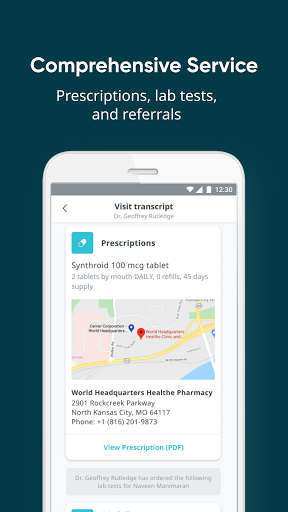 Comprehensive Service
Prescriptions, lab tests,
and referrals
12:30
Visit transcript
Dr. Geoffrey Rutledge
Prescriptions
Synthroid 100 mcg tablet
2 tablets by mouth DAILY, 0 refills, 45 days
supply
Kansas City
Cerner Corporation -
World Headquarters...
World Headquarters
Healthe Clinic and...
World Headquarters Healthe Pharmacy
2901 Rockcreek Parkway
North Kansas City, MO 64117
Phone: +1 (816) 201-9873
View Prescription (PDF)
Dr. Geoffrey Rutledge has ordered the following
lab tests for Naveen Manimaran